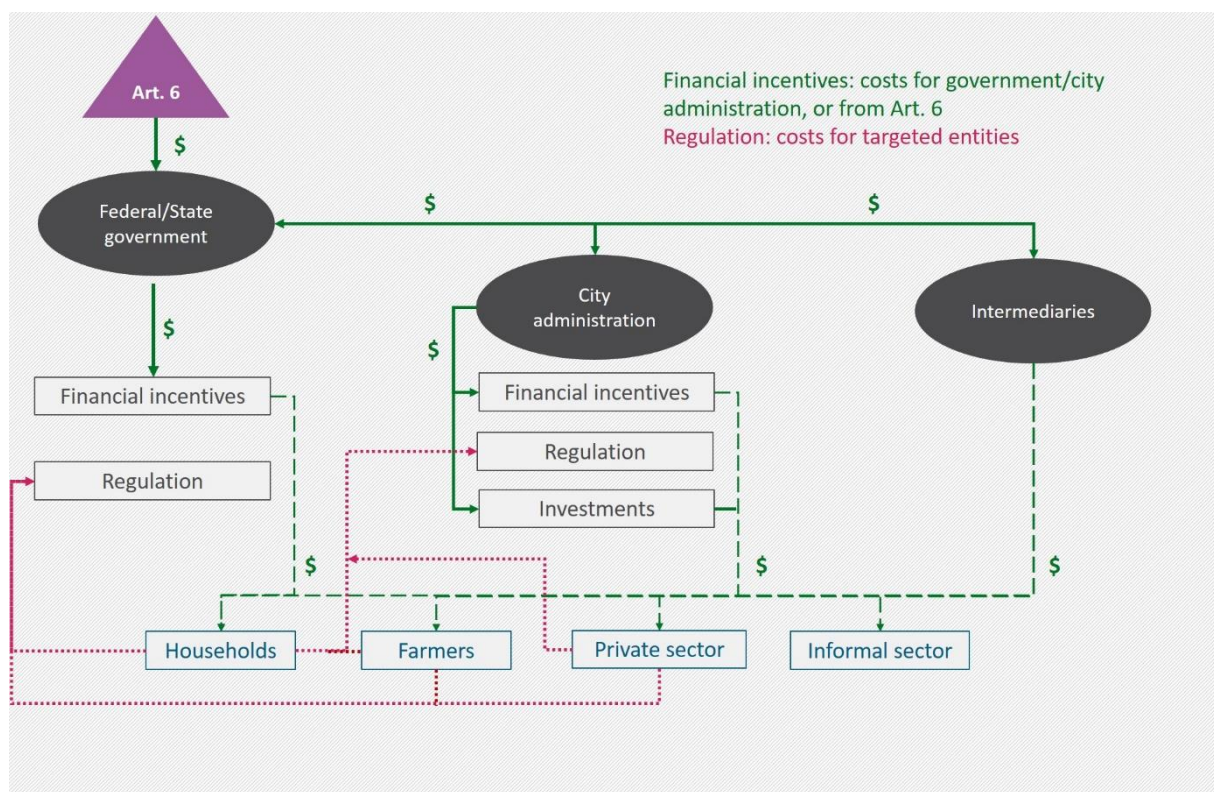 Art. 6
Financial incentives: costs for government/city
administration, or from Art. 6
Regulation: costs for targeted entities
$
Federal/State
government
$
$
City
administration
Intermediaries
$
$
Financial incentives
Financial incentives
Regulation
Regulation
Investments
$
$
$
Households
Farmers
Private sector
Informal sector